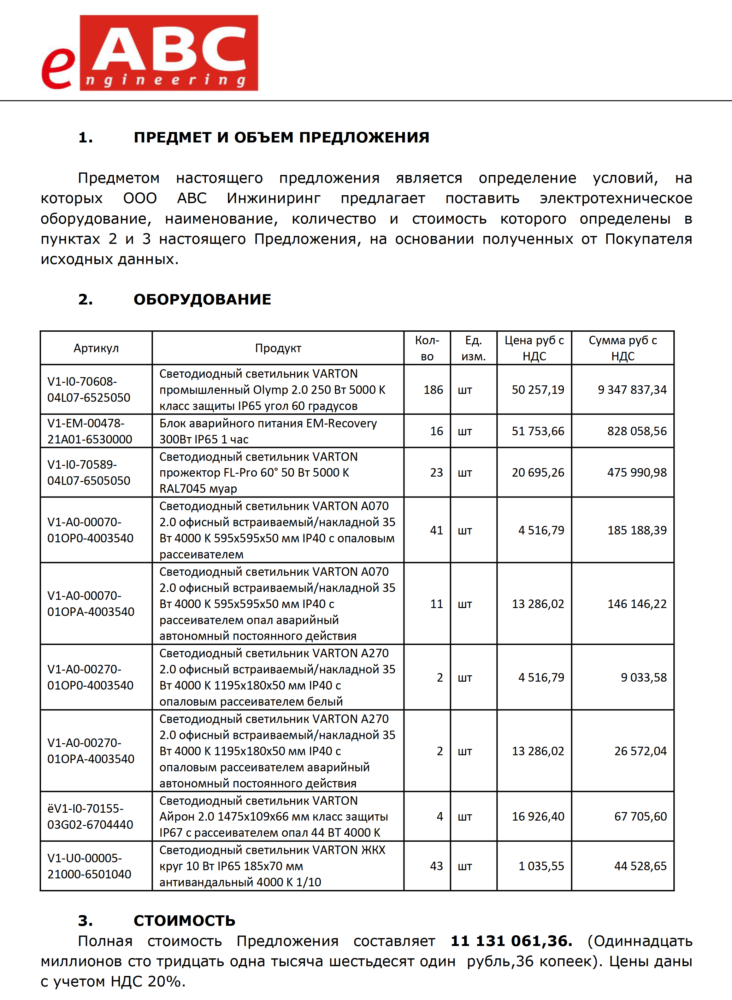 e ABC
ngineering
1. ПРЕДМЕТ И ОБЪЕМ ПРЕДЛОЖЕНИЯ
Предметом настоящего предложения является определение условий, на
которых ООО АВС Инжиниринг предлагает поставить электротехническое
оборудование, наименование, количество и стоимость которого определены в
пунктах 2 и 3 настоящего Предложения, на основании полученных от Покупателя
исходных данных.
2. ОБОРУДОВАНИЕ
Артикул
Продукт
Кол-
во
Ед.
изм.
Цена руб с
НДС
Сумма руб с
НДС
V1-I0-70608-
04L07-6525050
Светодиодный светильник VARTON
промышленный Olymp 2.0 250 Вт 5000 K
класс защиты IP65 угол 60 градусов
186
шт
50 257,19
9 347 837,34
V1-EM-00478-
21A01-6530000
Блок аварийного питания EM-Recovery
300Вт IP65 1 час
16
шт
51 753,66
828 058,56
V1-I0-70589-
04L07-6505050
Светодиодный светильник VARTON
прожектор FL-Pro 60° 50 Вт 5000 K
RAL7045 муар
23
шт
20 695,26
475 990,98
V1-A0-00070-
01OP0-4003540
Светодиодный светильник VARTON A070
2.0 офисный встраиваемый/накладной 35
Вт 4000 K 595х595х50 мм IP40 с опаловым
рассеивателем
41
шт
4 516,79
185 188,39
V1-A0-00070-
01OPA-4003540
Светодиодный светильник VARTON A070
2.0 офисный встраиваемый/накладной 35
Вт 4000 K 595х595х50 мм IP40 с
рассеивателем опал аварийный
автономный постоянного действия
11
шт
13 286,02
146 146,22
V1-A0-00270-
01OP0-4003540
Светодиодный светильник VARTON A270
2.0 офисный встраиваемый/накладной 35
Вт 4000 K 1195х180х50 мм IP40 с
опаловым рассеивателем белый
2
шт
4 516,79
9 033,58
V1-A0-00270-
01OPA-4003540
Светодиодный светильник VARTON A270
2.0 офисный встраиваемый/накладной 35
Вт 4000 K 1195х180х50 мм IP40 с
опаловым рассеивателем аварийный
автономный постоянного действия
2
шт
13 286,02
26 572,04
ёV1-I0-70155-
03G02-6704440
Светодиодный светильник VARTON
Айрон 2.0 1475х109х66 мм класс защиты
IP67 с рассеивателем опал 44 ВТ 4000 K
4
шт
16 926,40
67 705,60
V1-U0-00005-
21000-6501040
Светодиодный светильник VARTON ЖКХ
круг 10 Вт IP65 185х70 мм
антивандальный 4000 K 1/10
43
шт
1 035,55
44 528,65
3. СТОИМОСТЬ
Полная стоимость Предложения составляет 11 131 061,36. (Одиннадцать
миллионов сто тридцать одна тысяча шестьдесят один рубль,36 копеек). Цены даны
с учетом НДС 20%.